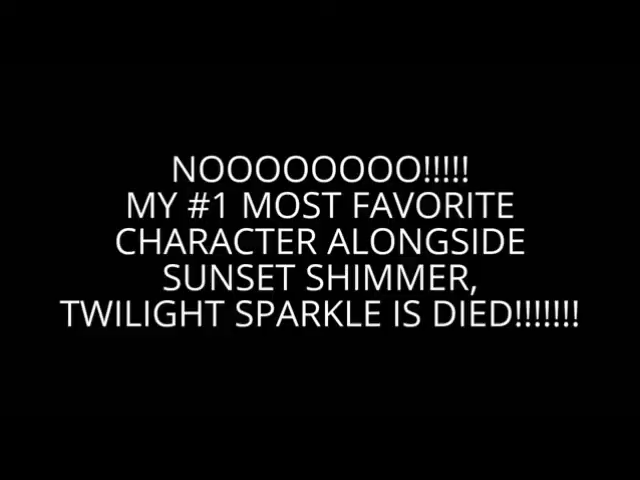 NOOOOOOOO!!!!!
MY #1 MOST FAVORITE
CHARACTER ALONGSIDE
SUNSET SHIMMER,
TWILIGHT SPARKLE IS DIED!!!!!!!